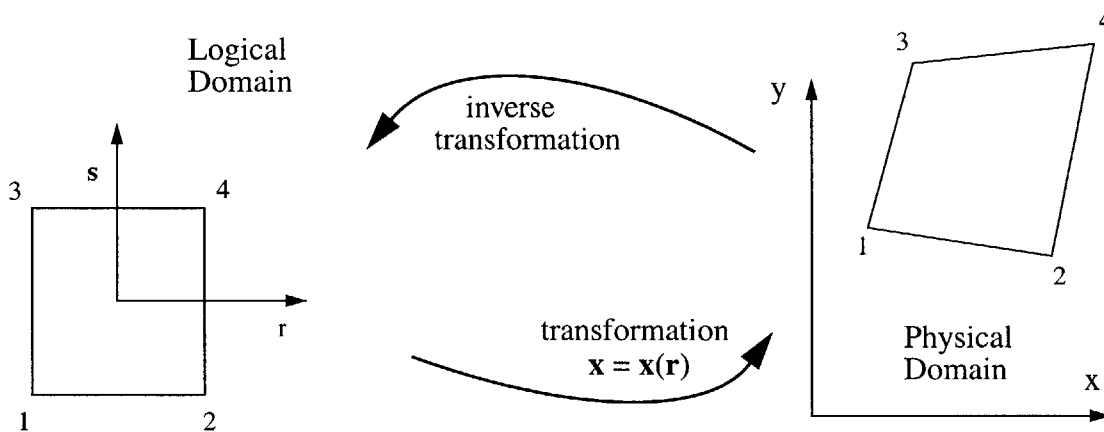 Logical
Domain
s
3
4
r
1
2
inverse
transformation
transformation
x = x(r)
y
3
4
1
2
Physical
Domain
x